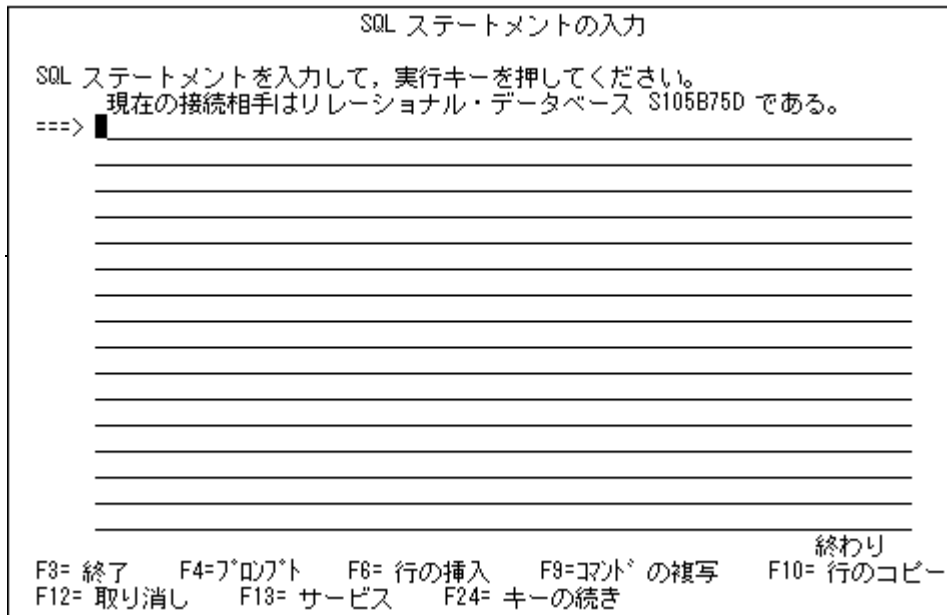 SQL ステートメントの入力
SQL ステートメントを入力して，実行キーを押してください。
現在の接続相手はリレーショナル・データベース S105B75D である。
===>
終わり
F3= 終了 F4=ﾌﾟﾛﾝﾌﾟﾄ F6= 行の挿入 F9=ｺﾏﾝﾄﾞ の複写 F10= 行のコピー
F12= 取り消し F13= サービス F24= キーの続き